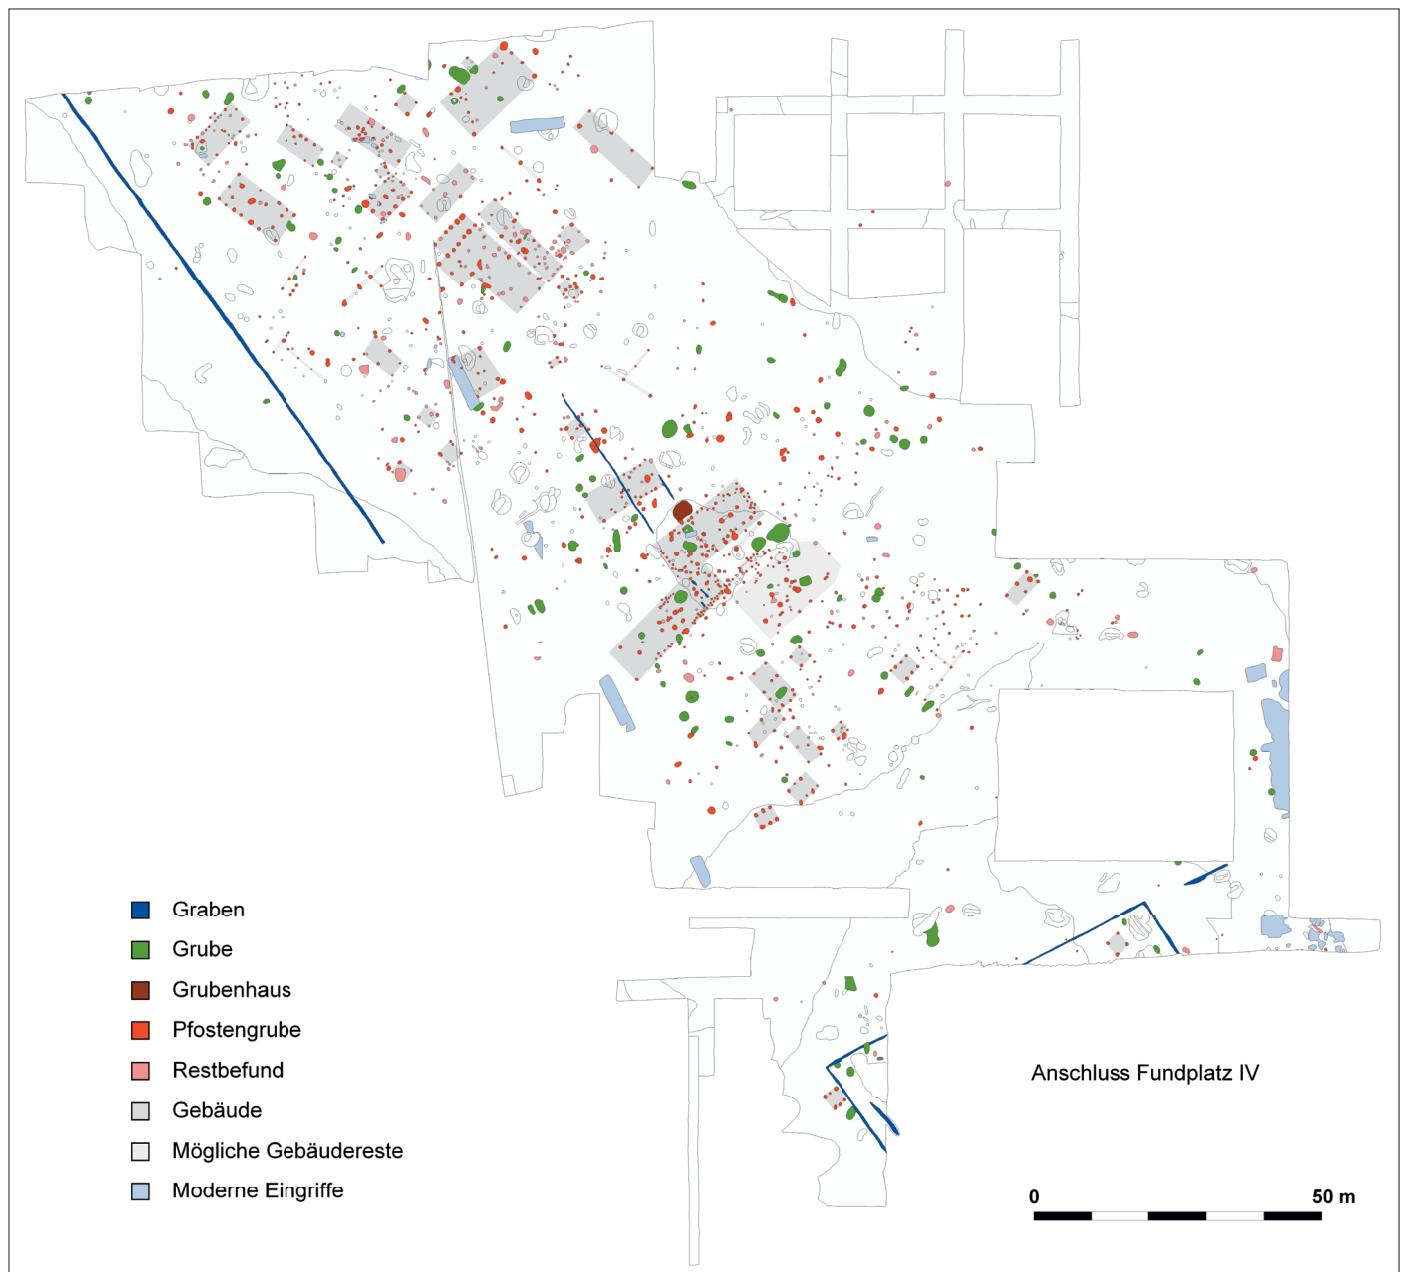 Graben
Grube
Grubenhaus
Pfostengrube
Restbefund
Gebäude
Mögliche Gebäudereste
Moderne Eingriffe
Anschluss Fundplatz IV
0 50 m